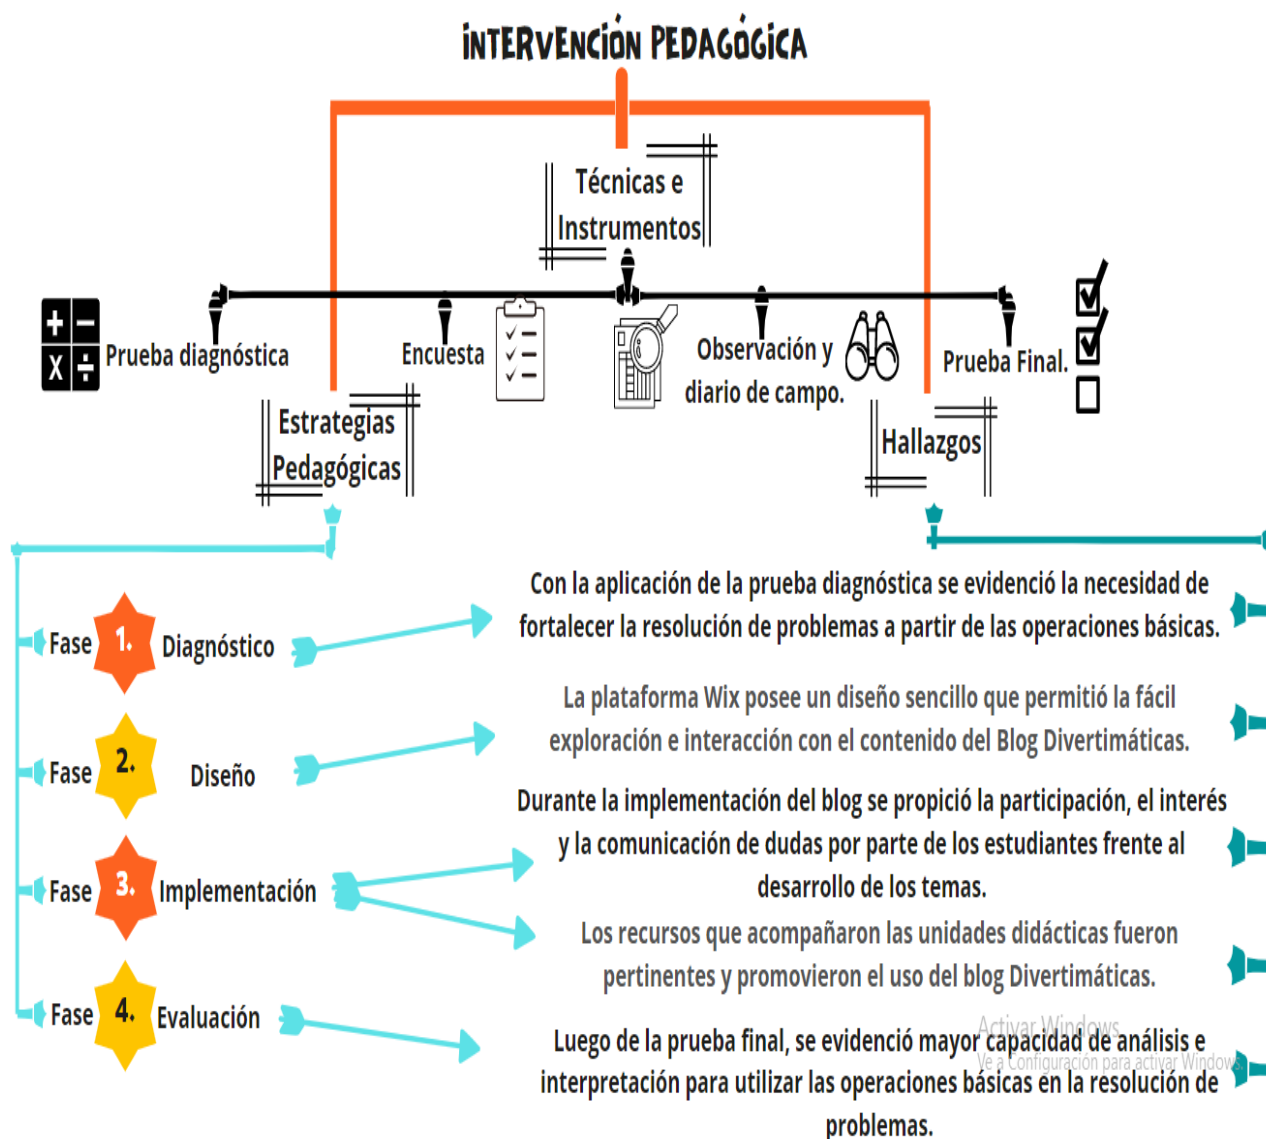 INTERVENCIÓN PEDAGÓGICA
Técnicas e
Instrumentos
Prueba diagnóstica
Encuesta
Observación y
diario de campo.
Prueba Final.
Estrategias
Pedagógicas
Hallazgos
Fase 1. Diagnóstico
Con la aplicación de la prueba diagnóstica se evidenció la necesidad de
fortalecer la resolución de problemas a partir de las operaciones básicas.
Fase 2. Diseño
La plataforma Wix posee un diseño sencillo que permitió la fácil
exploración e interacción con el contenido del Blog Divertimáticas.
Fase 3. Implementación
Durante la implementación del blog se propició la participación, el interés
y la comunicación de dudas por parte de los estudiantes frente al
desarrollo de los temas.
Los recursos que acompañaron las unidades didácticas fueron
pertinentes y promovieron el uso del blog Divertimáticas.
Fase 4. Evaluación
Luego de la prueba final, se evidenció mayor capacidad de análisis e
interpretación para utilizar las operaciones básicas en la resolución de
problemas.
Activar Windows
Ve a Configuración para activar Windows.